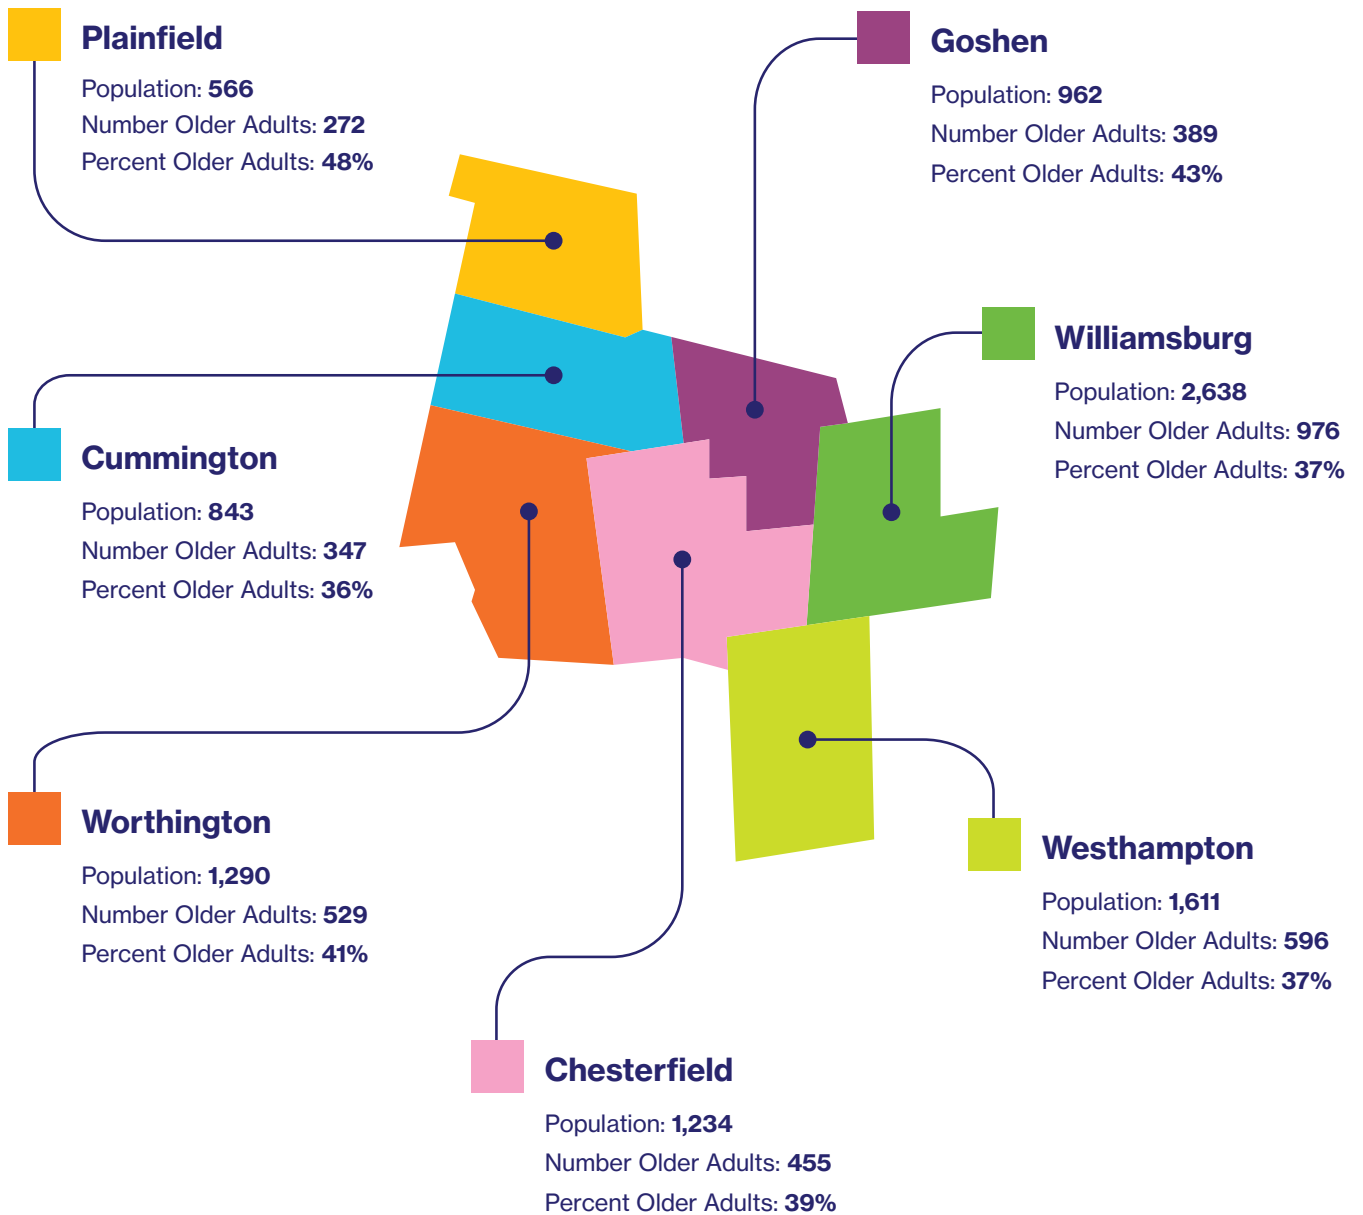 Plainfield
Population: 566
Number Older Adults: 272
Percent Older Adults: 48%
Goshen
Population: 962
Number Older Adults: 389
Percent Older Adults: 43%
Williamsburg
Population: 2,638
Number Older Adults: 976
Percent Older Adults: 37%
Cummington
Population: 843
Number Older Adults: 347
Percent Older Adults: 36%
Worthington
Population: 1,290
Number Older Adults: 529
Percent Older Adults: 41%
Westhampton
Population: 1,611
Number Older Adults: 596
Percent Older Adults: 37%
Chesterfield
Population: 1,234
Number Older Adults: 455
Percent Older Adults: 39%